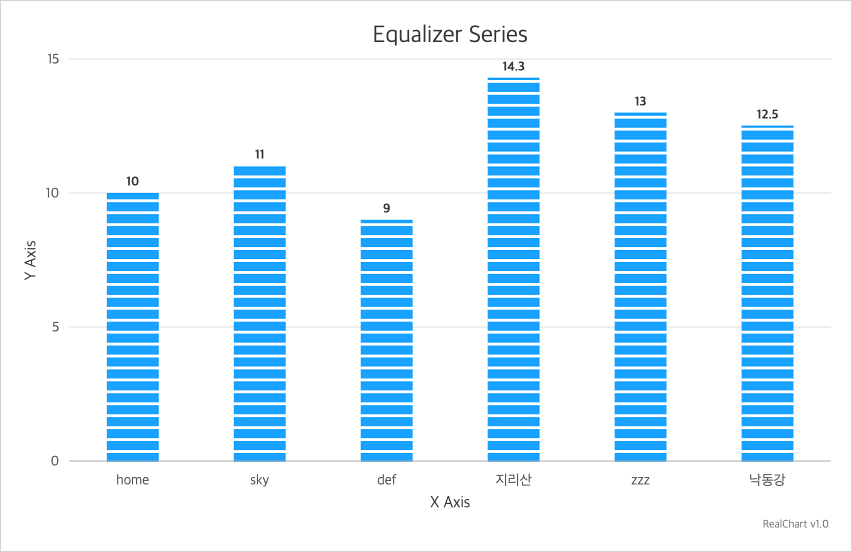 Equalizer Series
15
14.3
13
12.5
11
10
10
9
Y Axis
5
0
home sky def 지리산 zzz 낙동강
X Axis
RealChart v1.0